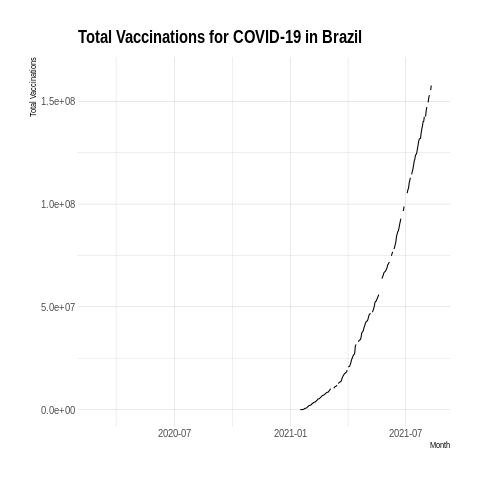 Total Vaccinations for COVID-19 in Brazil
Total Vaccinations
1.5e+08
1.0e+08
5.0e+07
0.0e+00
2020-07
2021-01
2021-07
Month